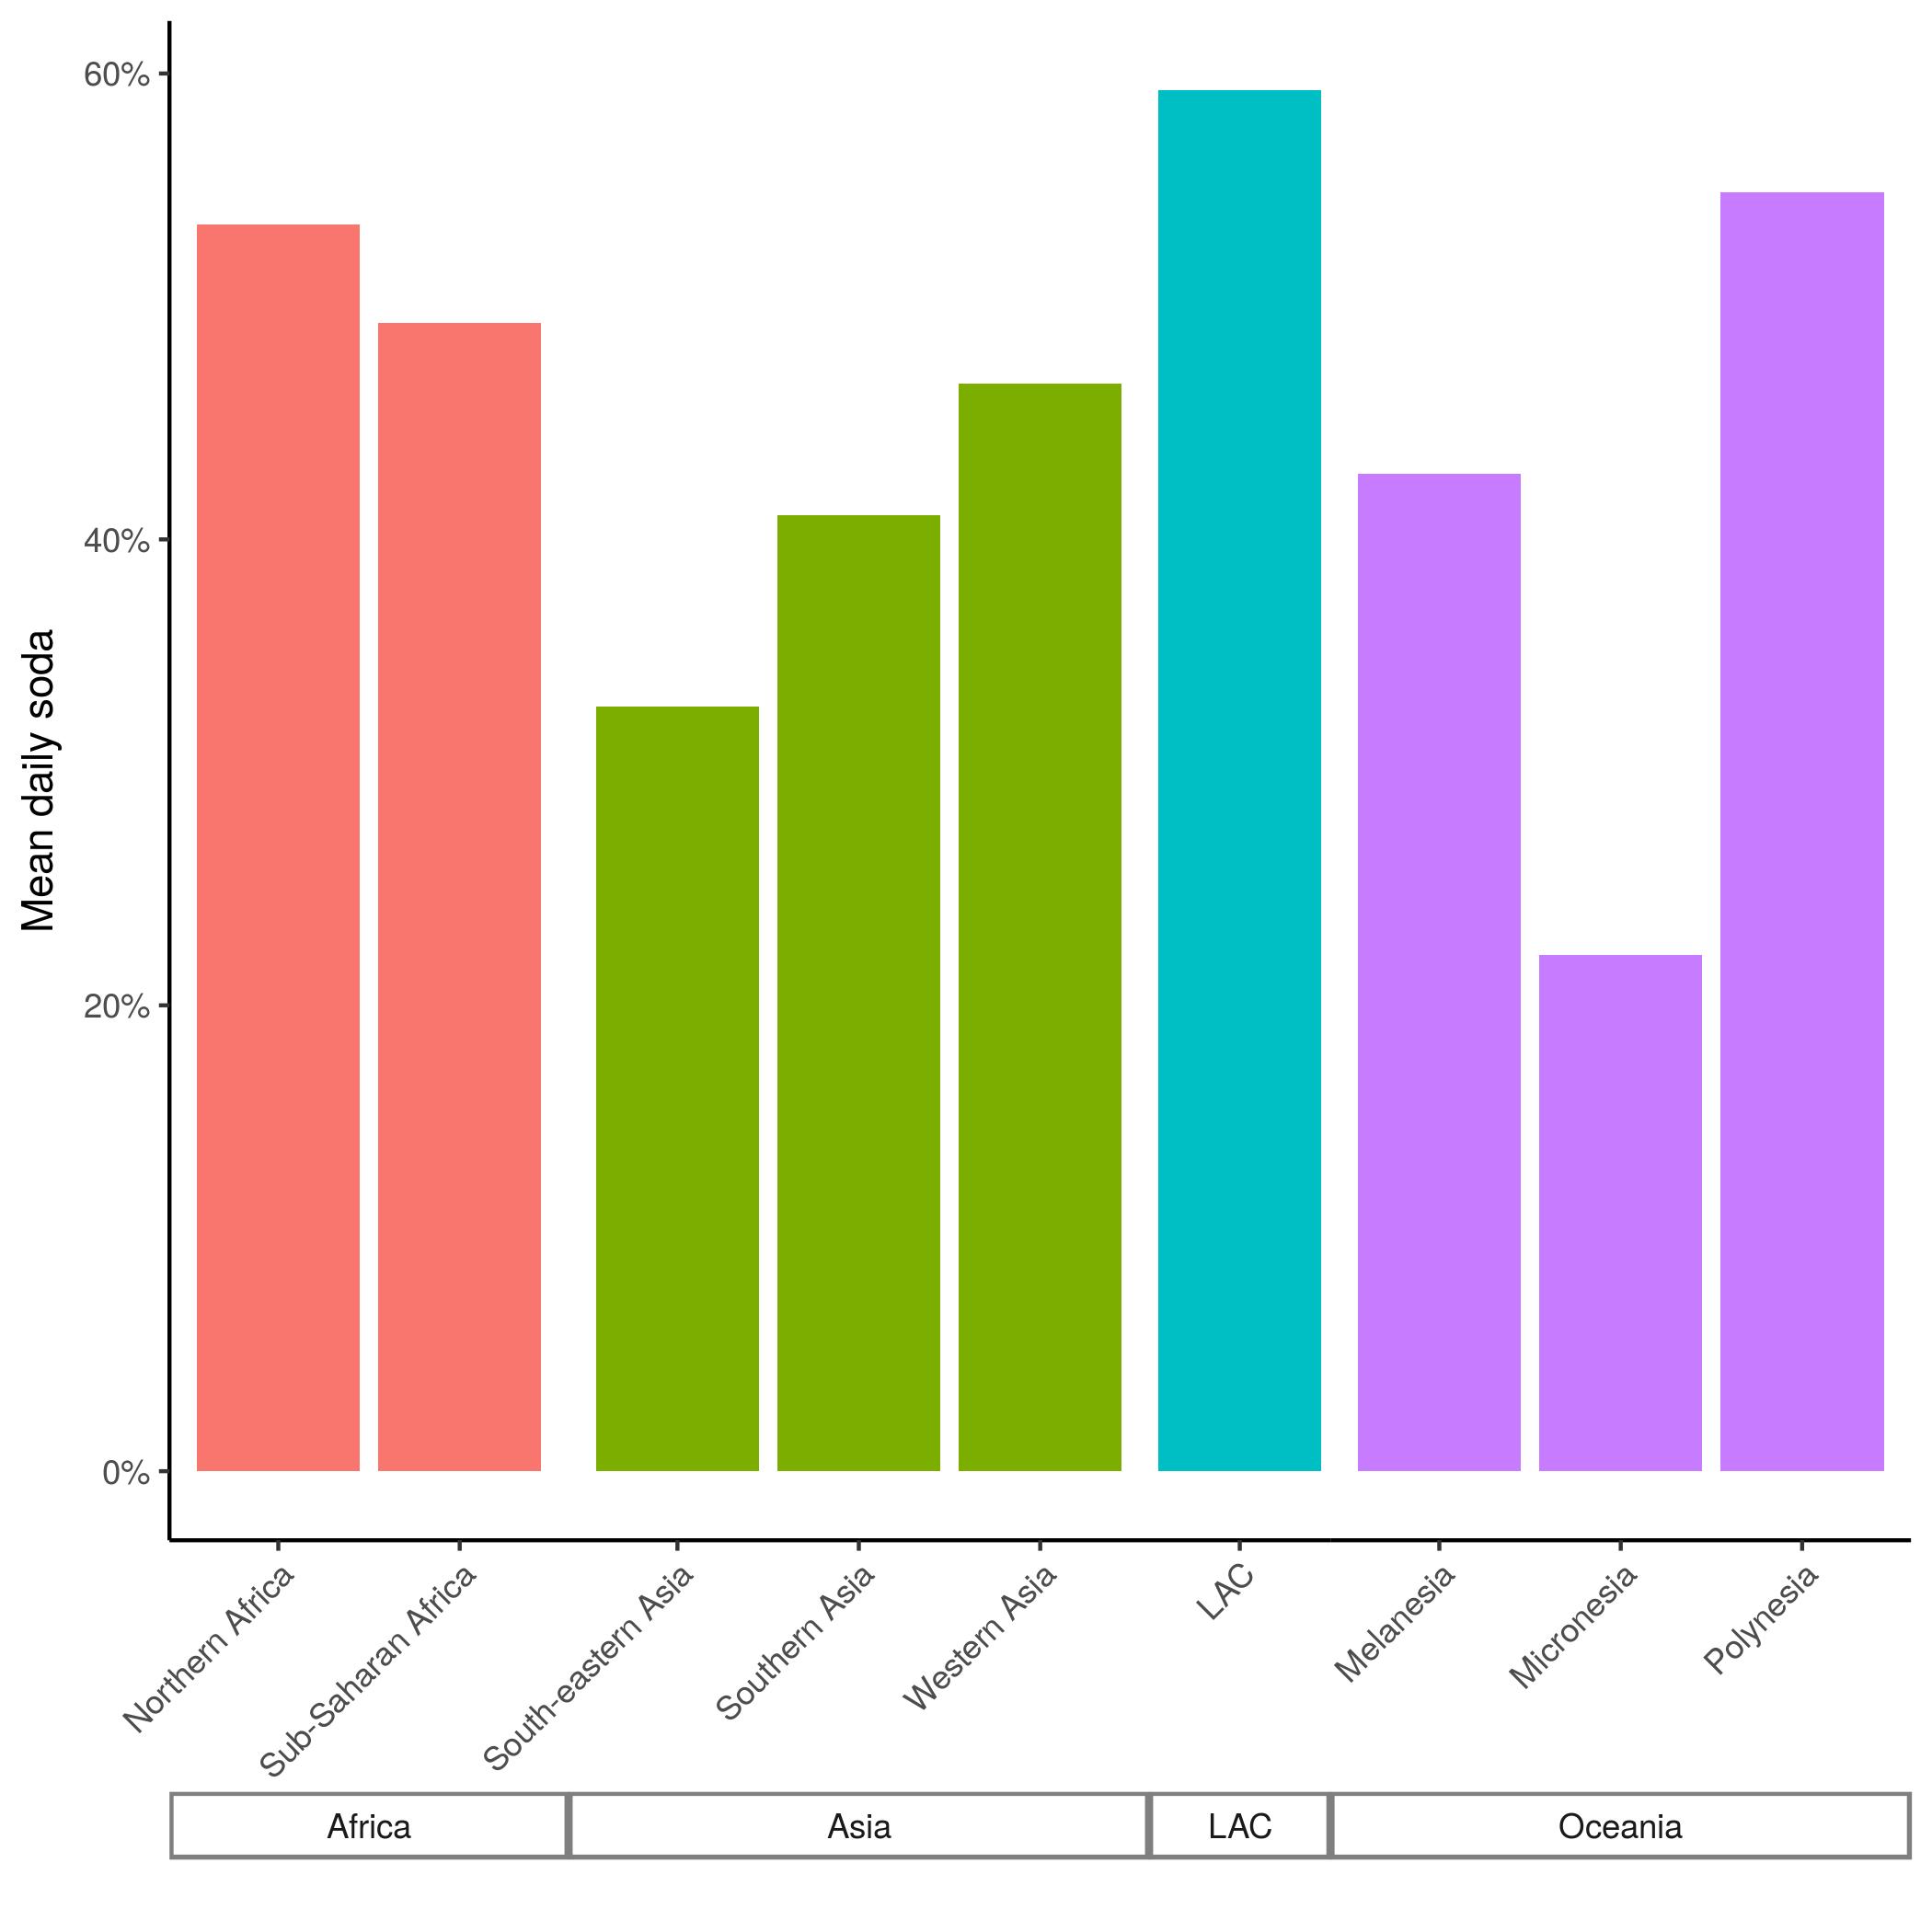 Mean daily soda
60%
40%
20%
0%
Northern Africa
Sub-Saharan Africa
South-eastern Asia
Southern Asia
Western Asia
LAC
Melanesia
Micronesia
Polynesia
Africa
Asia
LAC
Oceania